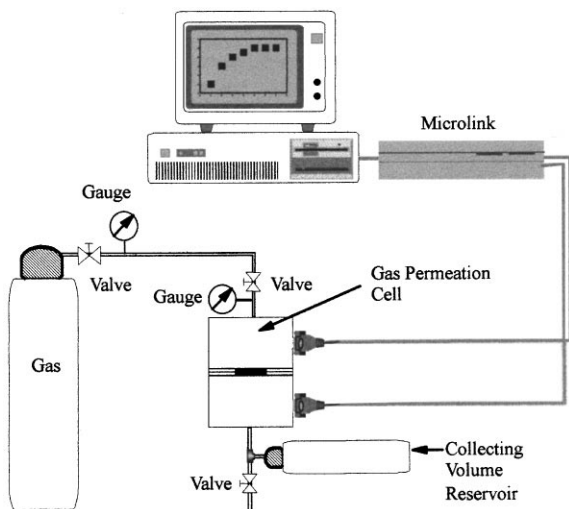 Microlink
Gauge
Valve
Gauge
Valve
Gas Permeation
Cell
Gas
Valve
Collecting
Volume
Reservoir